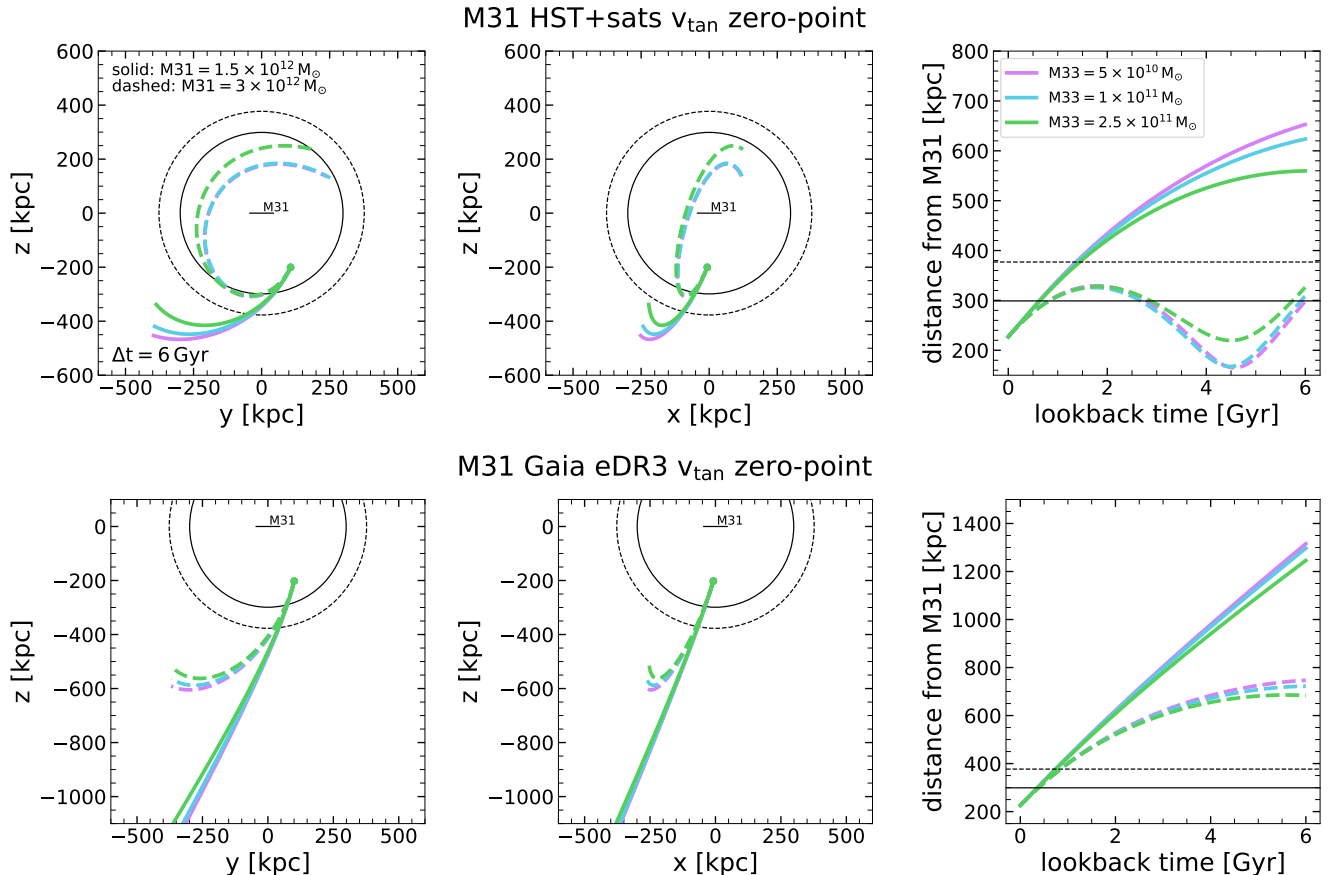 M31 HST+sats v_tan zero-point
600
400
200
0
−200
−400
−600
z [kpc]
solid: M31 = 1.5 × 10^12 M_⊙
dashed: M31 = 3 × 10^12 M_⊙
M31
Δt = 6 Gyr
−500 −250 0 250 500
y [kpc]
600
400
200
0
−200
−400
−600
z [kpc]
M31
−500 −250 0 250 500
x [kpc]
800
700
600
500
400
300
200
distance from M31 [kpc]
M33 = 5 × 10^10 M_⊙
M33 = 1 × 10^11 M_⊙
M33 = 2.5 × 10^11 M_⊙
0 2 4 6
lookback time [Gyr]
M31 Gaia eDR3 v_tan zero-point
0
−200
−400
−600
−800
−1000
z [kpc]
M31
−500 −250 0 250 500
y [kpc]
0
−200
−400
−600
−800
−1000
z [kpc]
M31
−500 −250 0 250 500
x [kpc]
1400
1200
1000
800
600
400
200
distance from M31 [kpc]
0 2 4 6
lookback time [Gyr]